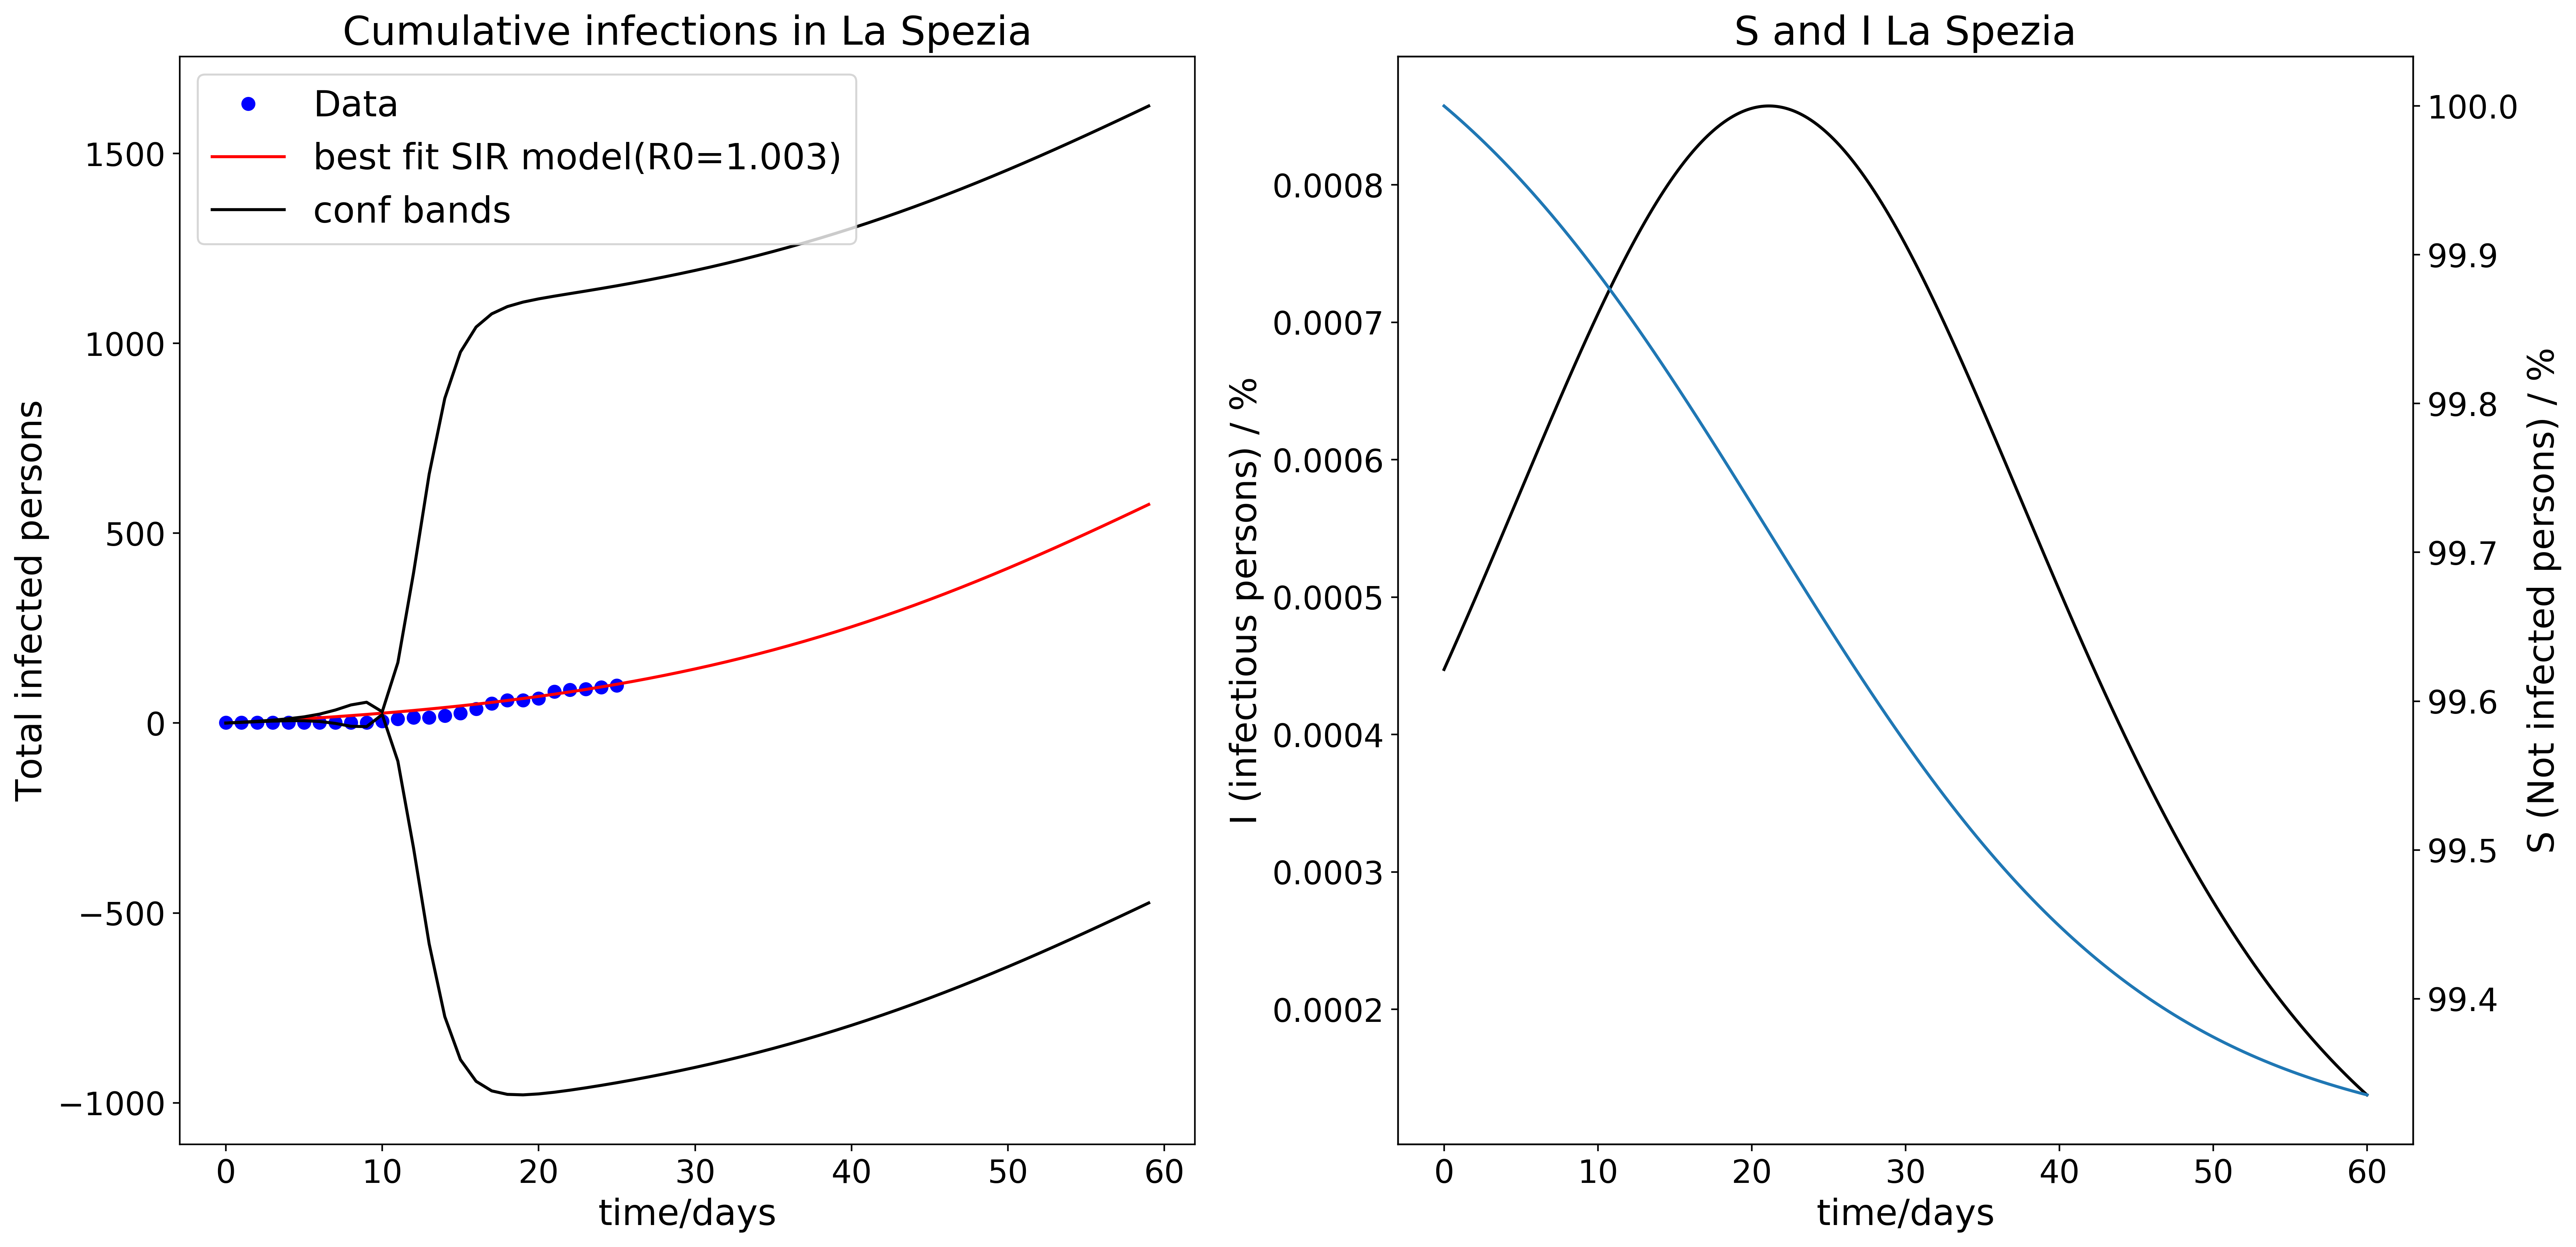 Cumulative infections in La Spezia
Data
best fit SIR model(R0=1.003)
conf bands
1500
1000
500
0
−500
−1000
Total infected persons
0 10 20 30 40 50 60
time/days
S and I La Spezia
0.0008
0.0007
0.0006
0.0005
0.0004
0.0003
0.0002
I (infectious persons) / %
100.0
99.9
99.8
99.7
99.6
99.5
99.4
S (Not infected persons) / %
0 10 20 30 40 50 60
time/days